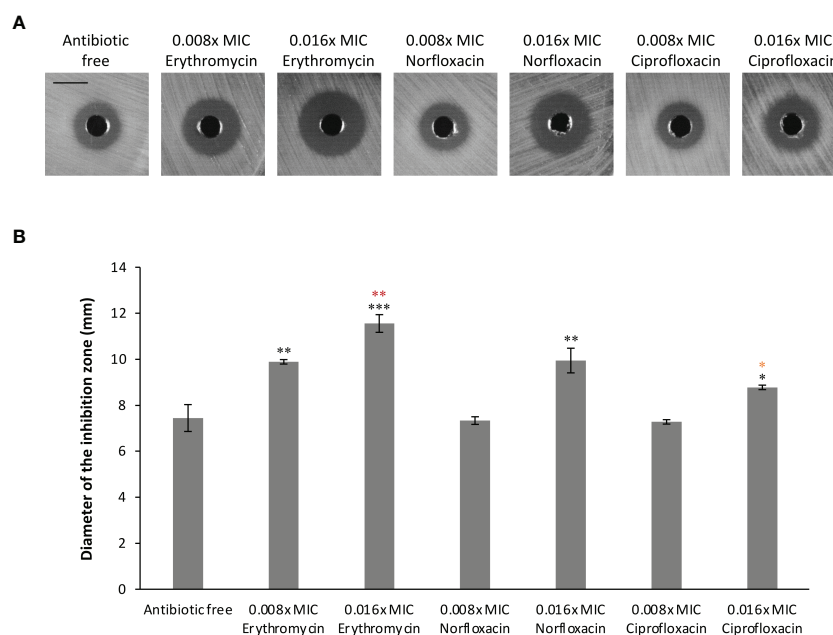 A
Antibiotic free
0.008x MIC Erythromycin
0.016x MIC Erythromycin
0.008x MIC Norfloxacin
0.016x MIC Norfloxacin
0.008x MIC Ciprofloxacin
0.016x MIC Ciprofloxacin
B
Diameter of the inhibition zone (mm)
14
12
10
8
6
4
2
0
**
**
***
**
*
*
Antibiotic free
0.008x MIC Erythromycin
0.016x MIC Erythromycin
0.008x MIC Norfloxacin
0.016x MIC Norfloxacin
0.008x MIC Ciprofloxacin
0.016x MIC Ciprofloxacin